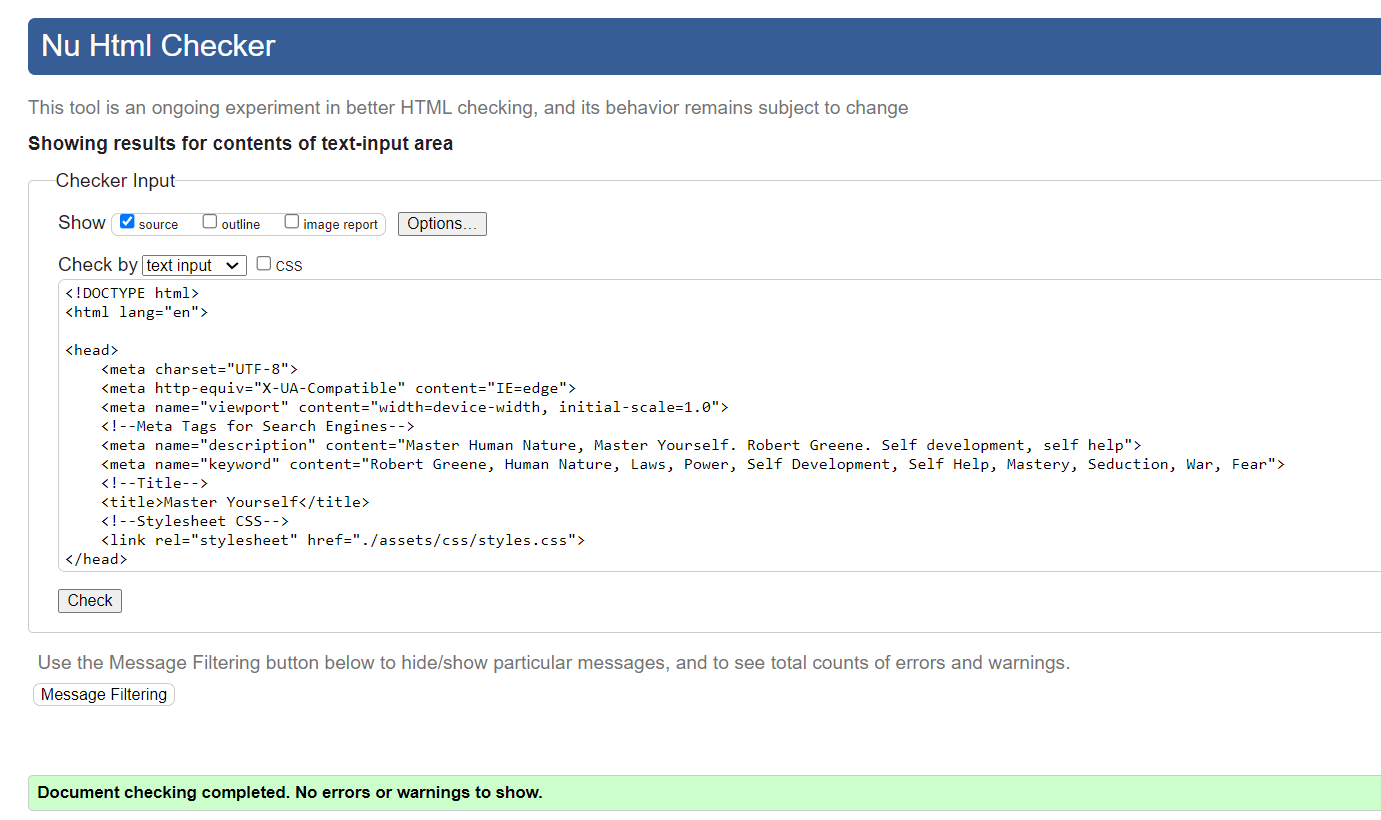 Nu Html Checker
This tool is an ongoing experiment in better HTML checking, and its behavior remains subject to change
Showing results for contents of text-input area
Checker Input
Show source outline image report Options...
Check by text input CSS
<!DOCTYPE html>
<html lang="en">
<head>
    <meta charset="UTF-8">
    <meta http-equiv="X-UA-Compatible" content="IE=edge">
    <meta name="viewport" content="width=device-width, initial-scale=1.0">
    <!--Meta Tags for Search Engines-->
    <meta name="description" content="Master Human Nature, Master Yourself. Robert Greene. Self development, self help">
    <meta name="keyword" content="Robert Greene, Human Nature, Laws, Power, Self Development, Self Help, Mastery, Seduction, War, Fear">
    <!--Title-->
    <title>Master Yourself</title>
    <!--Stylesheet CSS-->
    <link rel="stylesheet" href="./assets/css/styles.css">
</head>
Check
Use the Message Filtering button below to hide/show particular messages, and to see total counts of errors and warnings.
Message Filtering
Document checking completed. No errors or warnings to show.